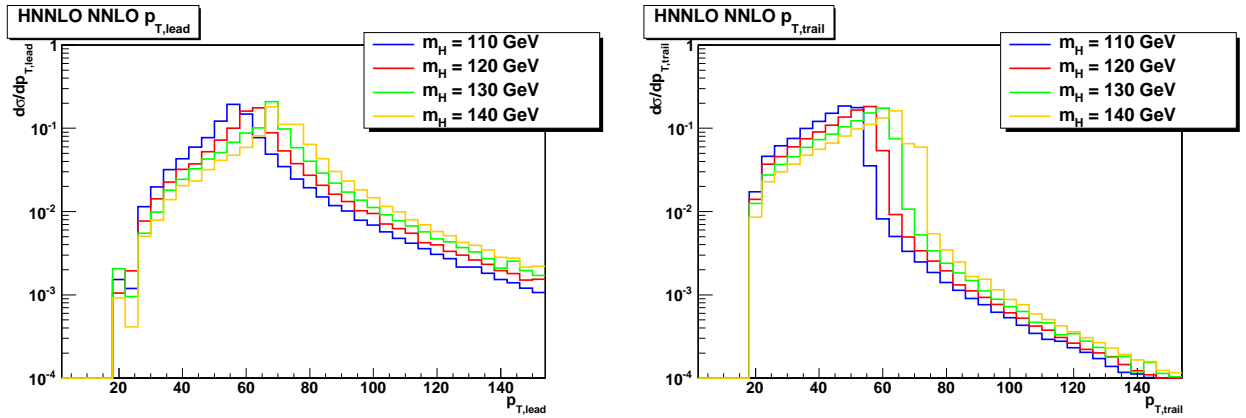 HNNLO NNLO p_T,lead
dσ/dp_T,lead
1
10^-1
10^-2
10^-3
10^-4
m_H = 110 GeV
m_H = 120 GeV
m_H = 130 GeV
m_H = 140 GeV
20 40 60 80 100 120 140
p_T,lead
HNNLO NNLO p_T,trail
dσ/dp_T,trail
1
10^-1
10^-2
10^-3
10^-4
m_H = 110 GeV
m_H = 120 GeV
m_H = 130 GeV
m_H = 140 GeV
20 40 60 80 100 120 140
p_T,trail